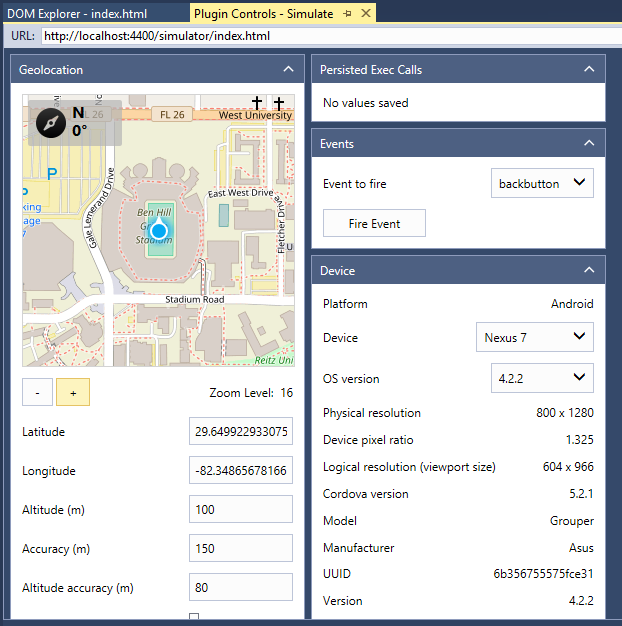 DOM Explorer - index.html
Plugin Controls - Simulate
URL: http://localhost:4400/simulator/index.html
Geolocation
N
0°
FL 26
FL 26
West University
P
P
king
age
7
Gale Lemerand Drive
East West Drive
Fletcher Drive
Ben Hill
Stadium
U
Stadium Road
Reitz Uni
- + Zoom Level: 16
Latitude 29.649922933075
Longitude -82.34865678166
Altitude (m) 100
Accuracy (m) 150
Altitude accuracy (m) 80
Persisted Exec Calls
No values saved
Events
Event to fire backbutton
Fire Event
Device
Platform Android
Device Nexus 7
OS version 4.2.2
Physical resolution 800 x 1280
Device pixel ratio 1.325
Logical resolution (viewport size) 604 x 966
Cordova version 5.2.1
Model Grouper
Manufacturer Asus
UUID 6b356755575fce31
Version 4.2.2